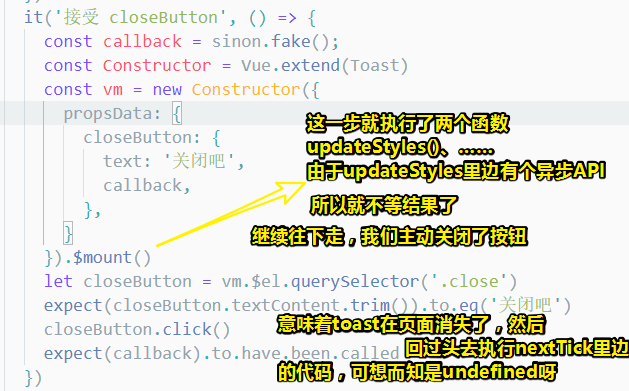 it('接受 closeButton', () => {
const callback = sinon.fake();
const Constructor = Vue.extend(Toast)
const vm = new Constructor({
propsData: {
closeButton: {
text: '关闭吧',
callback,
},
}
}).$mount()
let closeButton = vm.$el.querySelector('.close')
expect(closeButton.textContent.trim()).to.eq('关闭吧')
closeButton.click()
expect(callback).to.have.been.called
})
这一步就执行了两个函数
updateStyles()、……
由于updateStyles里边有个异步API
所以就不等结果了
继续往下走，我们主动关闭了按钮
意味着toast在页面消失了，然后
回过头去执行nextTick里边
的代码，可想而知是undefined呀